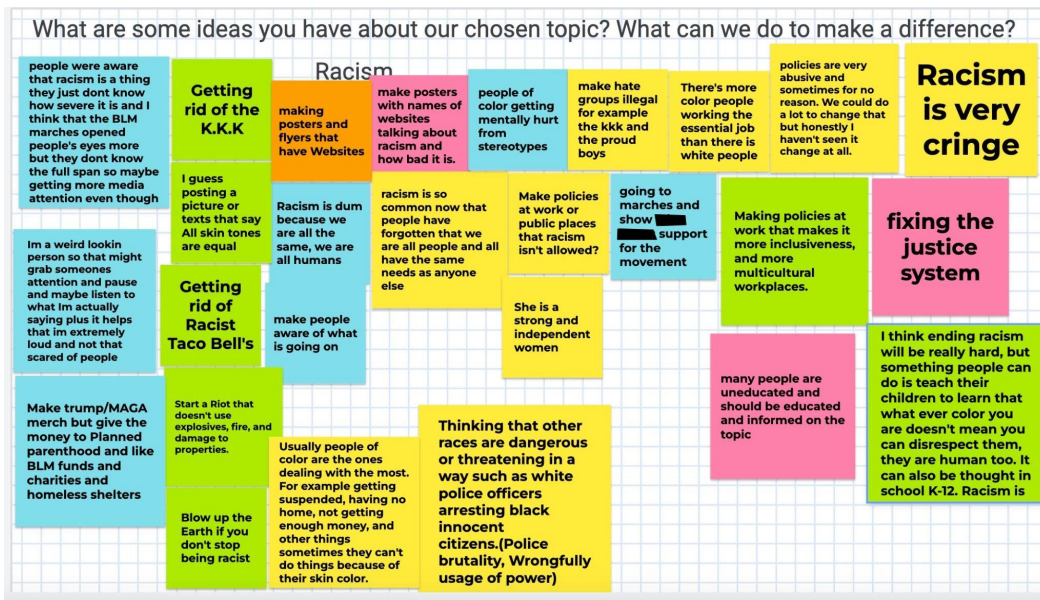 What are some ideas you have about our chosen topic? What can we do to make a difference?
Racism
people were aware
that racism is a thing
they just dont know
how severe it is and I
think that the BLM
marches opened
people's eyes more
but they dont know
the full span so maybe
getting more media
attention even though
Getting
rid of the
K.K.K
making
posters and
flyers that
have Websites
make posters
with names of
websites
talking about
racism and
how bad it is.
people of
color getting
mentally hurt
from
stereotypes
make hate
groups illegal
for example
the kkk and
the proud
boys
There's more
color people
working the
essential job
than there is
white people
policies are very
abusive and
sometimes for no
reason. We could do
a lot to change that
but honestly I
haven't seen it
change at all.
Racism
is very
cringe
I guess
posting a
picture or
texts that say
All skin tones
are equal
Racism is dum
because we
are all the
same, we are
all humans
racism is so
common now that
people have
forgotten that we
are all people and all
have the same
needs as anyone
else
Make policies
at work or
public places
that racism
isn't allowed?
going to
marches and
show
support
for the
movement
Making policies at
work that makes it
more inclusiveness,
and more
multicultural
workplaces.
fixing the
justice
system
Im a weird lookin
person so that might
grab someones
attention and pause
and maybe listen to
what Im actually
saying plus it helps
that im extremely
loud and not that
scared of people
Getting
rid of
Racist
Taco Bell's
make people
aware of what
is going on
She is a
strong and
independent
women
many people are
uneducated and
should be educated
and informed on the
topic
I think ending racism
will be really hard, but
something people can
do is teach their
children to learn that
what ever color you
are doesn't mean you
can disrespect them,
they are human too. It
can also be thought in
school K-12. Racism is
Make trump/MAGA
merch but give the
money to Planned
parenthood and like
BLM funds and
charities and
homeless shelters
Start a Riot that
doesn't use
explosives, fire, and
damage to
properties.
Usually people of
color are the ones
dealing with the most.
For example getting
suspended, having no
home, not getting
enough money, and
other things
sometimes they can't
do things because of
their skin color.
Thinking that other
races are dangerous
or threatening in a
way such as white
police officers
arresting black
innocent
citizens.(Police
brutality, Wrongfully
usage of power)
Blow up the
Earth if you
don't stop
being racist